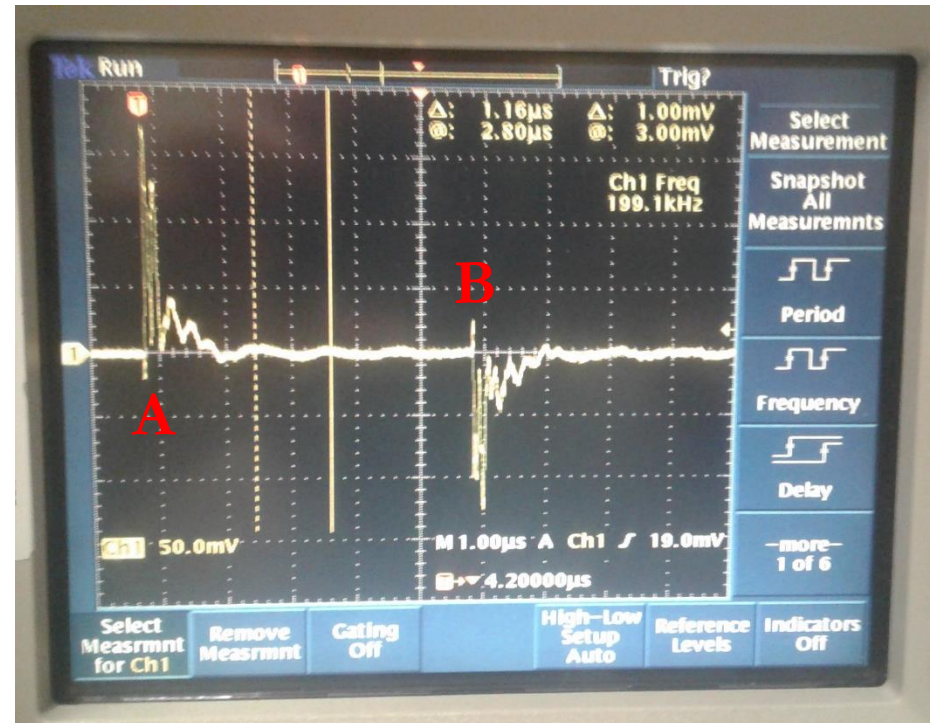 Tek Run
Trig?
T
Δ: 1.16µs Δ: 1.00mV
@: 2.80µs @: 3.00mV
Ch1 Freq
199.1kHz
Select
Measurement
Snapshot
All
Measuremnts
Period
Frequency
Delay
-more-
1 of 6
B
1
A
Ch1 50.0mV
M 1.00µs A Ch1 19.0mV
T 4.20000µs
Select
Measrmnt
for Ch1
Remove
Measrmnt
Gating
Off
High-Low
Setup
Auto
Reference
Levels
Indicators
Off